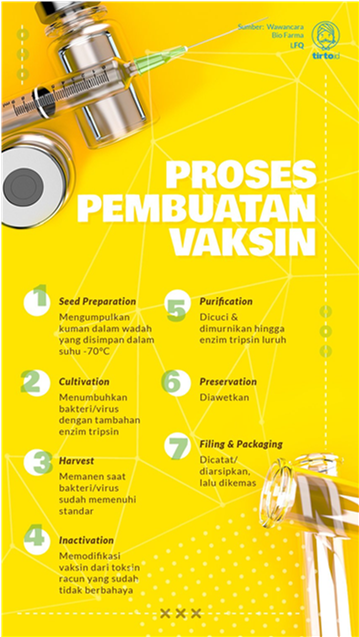 Sumber: Wawancara
Bio Farma
LFQ
tirto.id
PROSES
PEMBUATAN
VAKSIN
1
Seed Preparation
Mengumpulkan
kuman dalam wadah
yang disimpan dalam
suhu -70°C
2
Cultivation
Menumbuhkan
bakteri/virus
dengan tambahan
enzim tripsin
3
Harvest
Memanen saat
bakteri/virus
sudah memenuhi
standar
4
Inactivation
Memodifikasi
vaksin dari toksin
racun yang sudah
tidak berbahaya
5
Purification
Dicuci &
dimurnikan hingga
enzim tripsin luruh
6
Preservation
Diawetkan
7
Filing & Packaging
Dicatat/
diarsipkan,
lalu dikemas